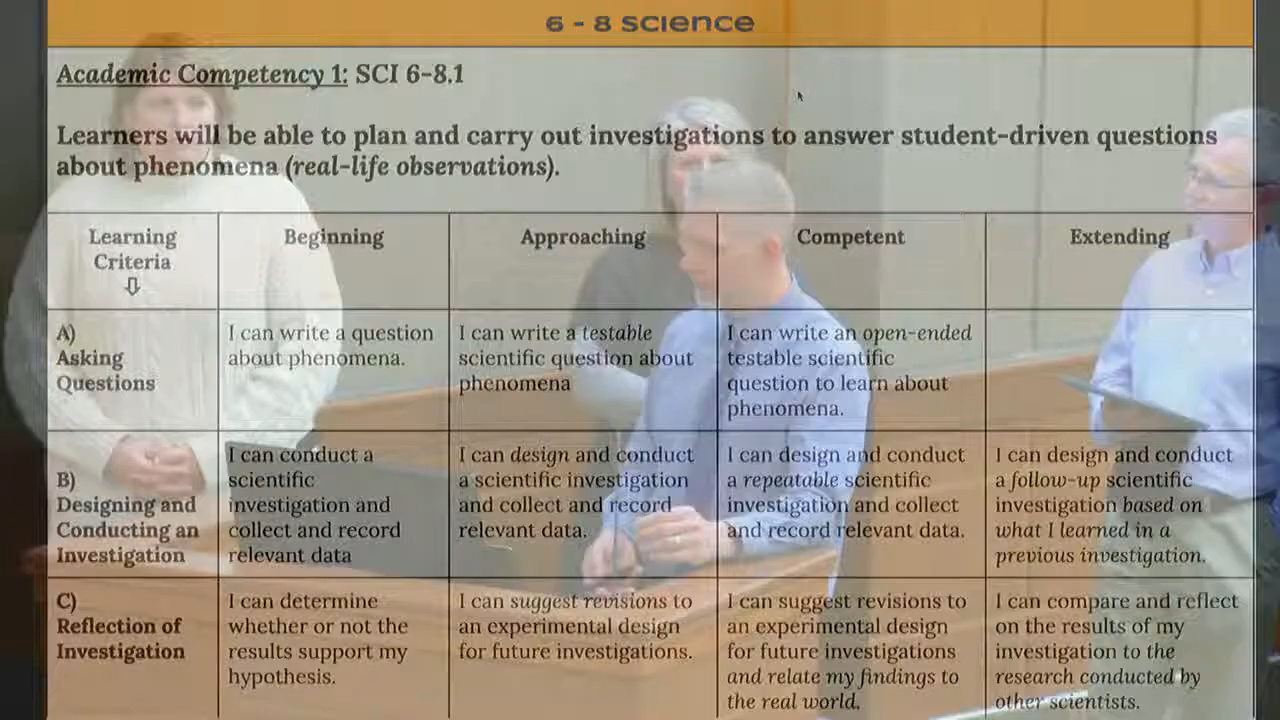 6 - 8 science
Academic Competency 1: SCI 6-8.1
Learners will be able to plan and carry out investigations to answer student-driven questions
about phenomena (real-life observations).
Learning
Criteria
⇩
Beginning
Approaching
Competent
Extending
A)
Asking
Questions
I can write a question
about phenomena.
I can write a testable
scientific question about
phenomena
I can write an open-ended
testable scientific
question to learn about
phenomena.
B)
Designing and
Conducting an
Investigation
I can conduct a
scientific
investigation and
collect and record
relevant data
I can design and conduct
a scientific investigation
and collect and record
relevant data.
I can design and conduct
a repeatable scientific
investigation and collect
and record relevant data.
I can design and conduct
a follow-up scientific
investigation based on
what I learned in a
previous investigation.
C)
Reflection of
Investigation
I can determine
whether or not the
results support my
hypothesis.
I can suggest revisions to
an experimental design
for future investigations.
I can suggest revisions to
an experimental design
for future investigations
and relate my findings to
the real world.
I can compare and reflect
on the results of my
investigation to the
research conducted by
other scientists.